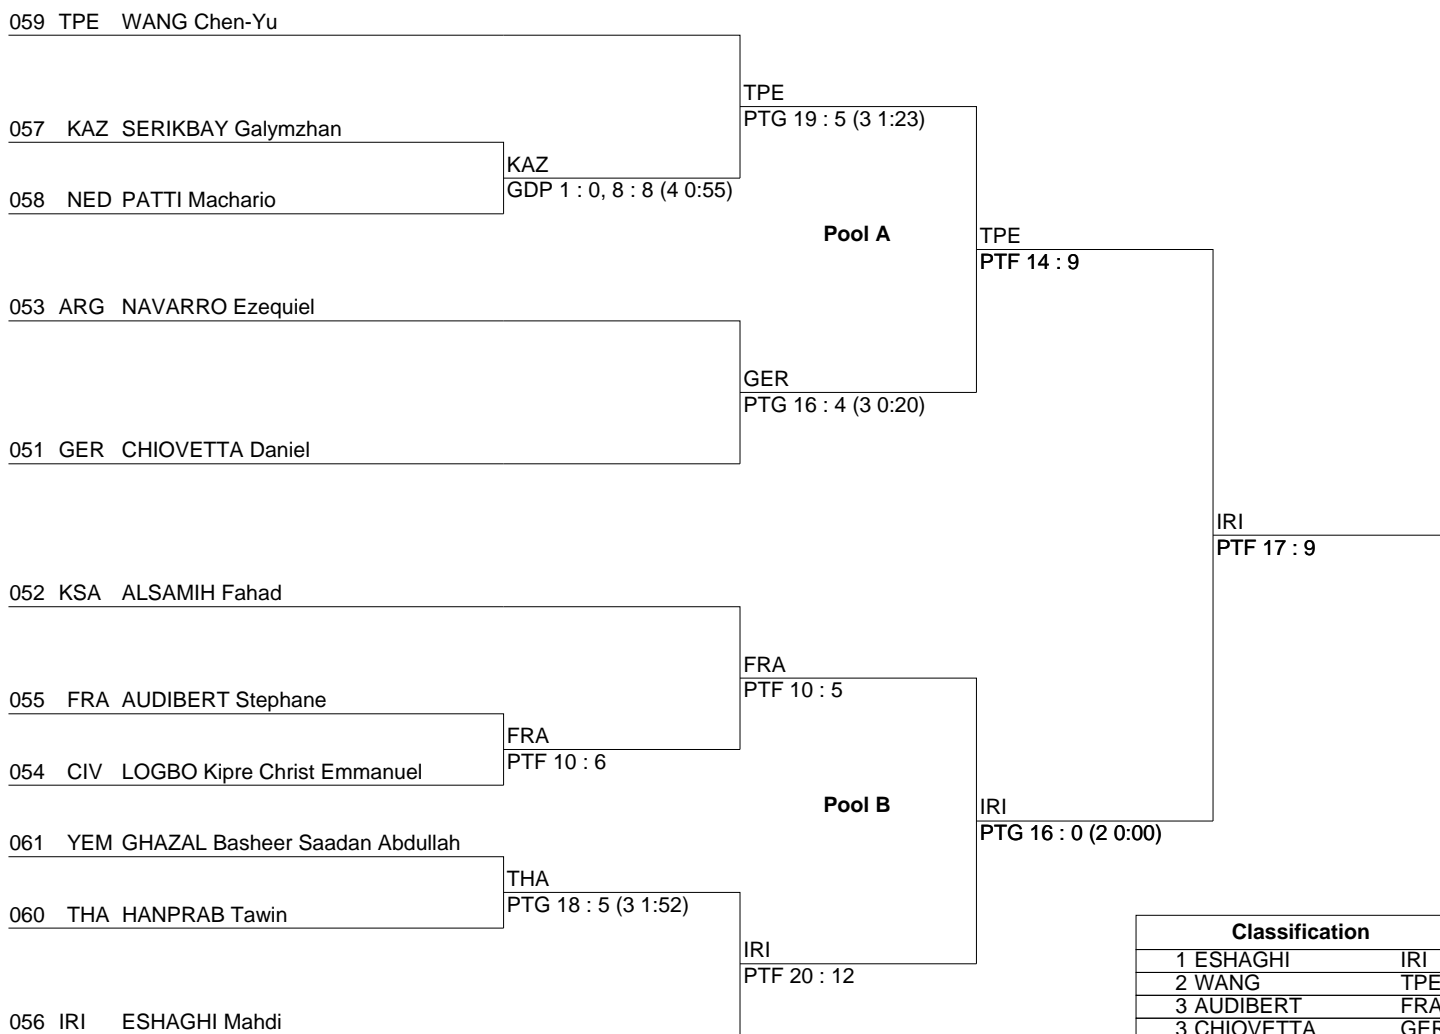 059 TPE WANG Chen-Yu
TPE
PTG 19 : 5 (3 1:23)
057 KAZ SERIKBAY Galymzhan
KAZ
GDP 1 : 0, 8 : 8 (4 0:55)
058 NED PATTI Machario
Pool A
TPE
PTF 14 : 9
053 ARG NAVARRO Ezequiel
GER
PTG 16 : 4 (3 0:20)
051 GER CHIOVETTA Daniel
IRI
PTF 17 : 9
052 KSA ALSAMIH Fahad
FRA
PTF 10 : 5
055 FRA AUDIBERT Stephane
FRA
PTF 10 : 6
054 CIV LOGBO Kipre Christ Emmanuel
Pool B
IRI
PTG 16 : 0 (2 0:00)
061 YEM GHAZAL Basheer Saadan Abdullah
THA
PTG 18 : 5 (3 1:52)
060 THA HANPRAB Tawin
IRI
PTF 20 : 12
056 IRI ESHAGHI Mahdi
Classification
1 ESHAGHI IRI
2 WANG TPE
3 AUDIBERT FRA
3 CHIOVETTA GER